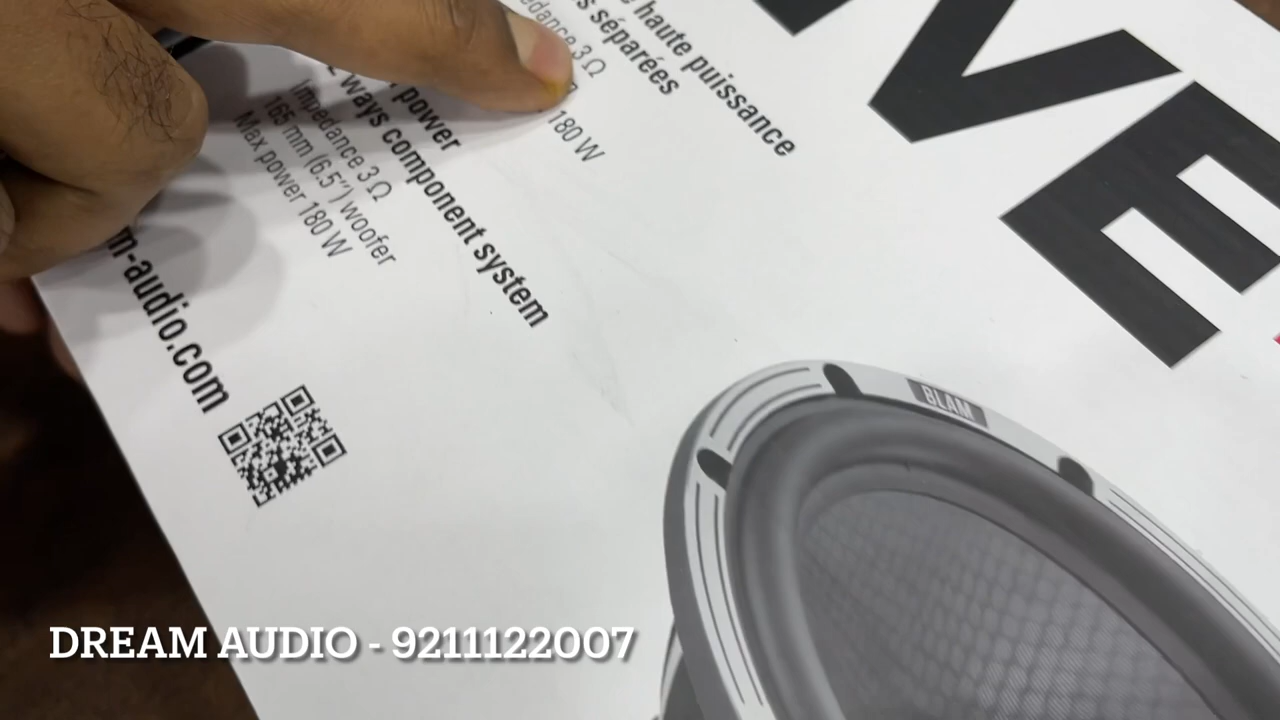 VE
haute puissance
séparées
3 Ω
180 W
power
ways component system
Impedance 3 Ω
165 mm (6.5″) woofer
Max power 180 W
m-audio.com
BLAM
DREAM AUDIO - 9211122007